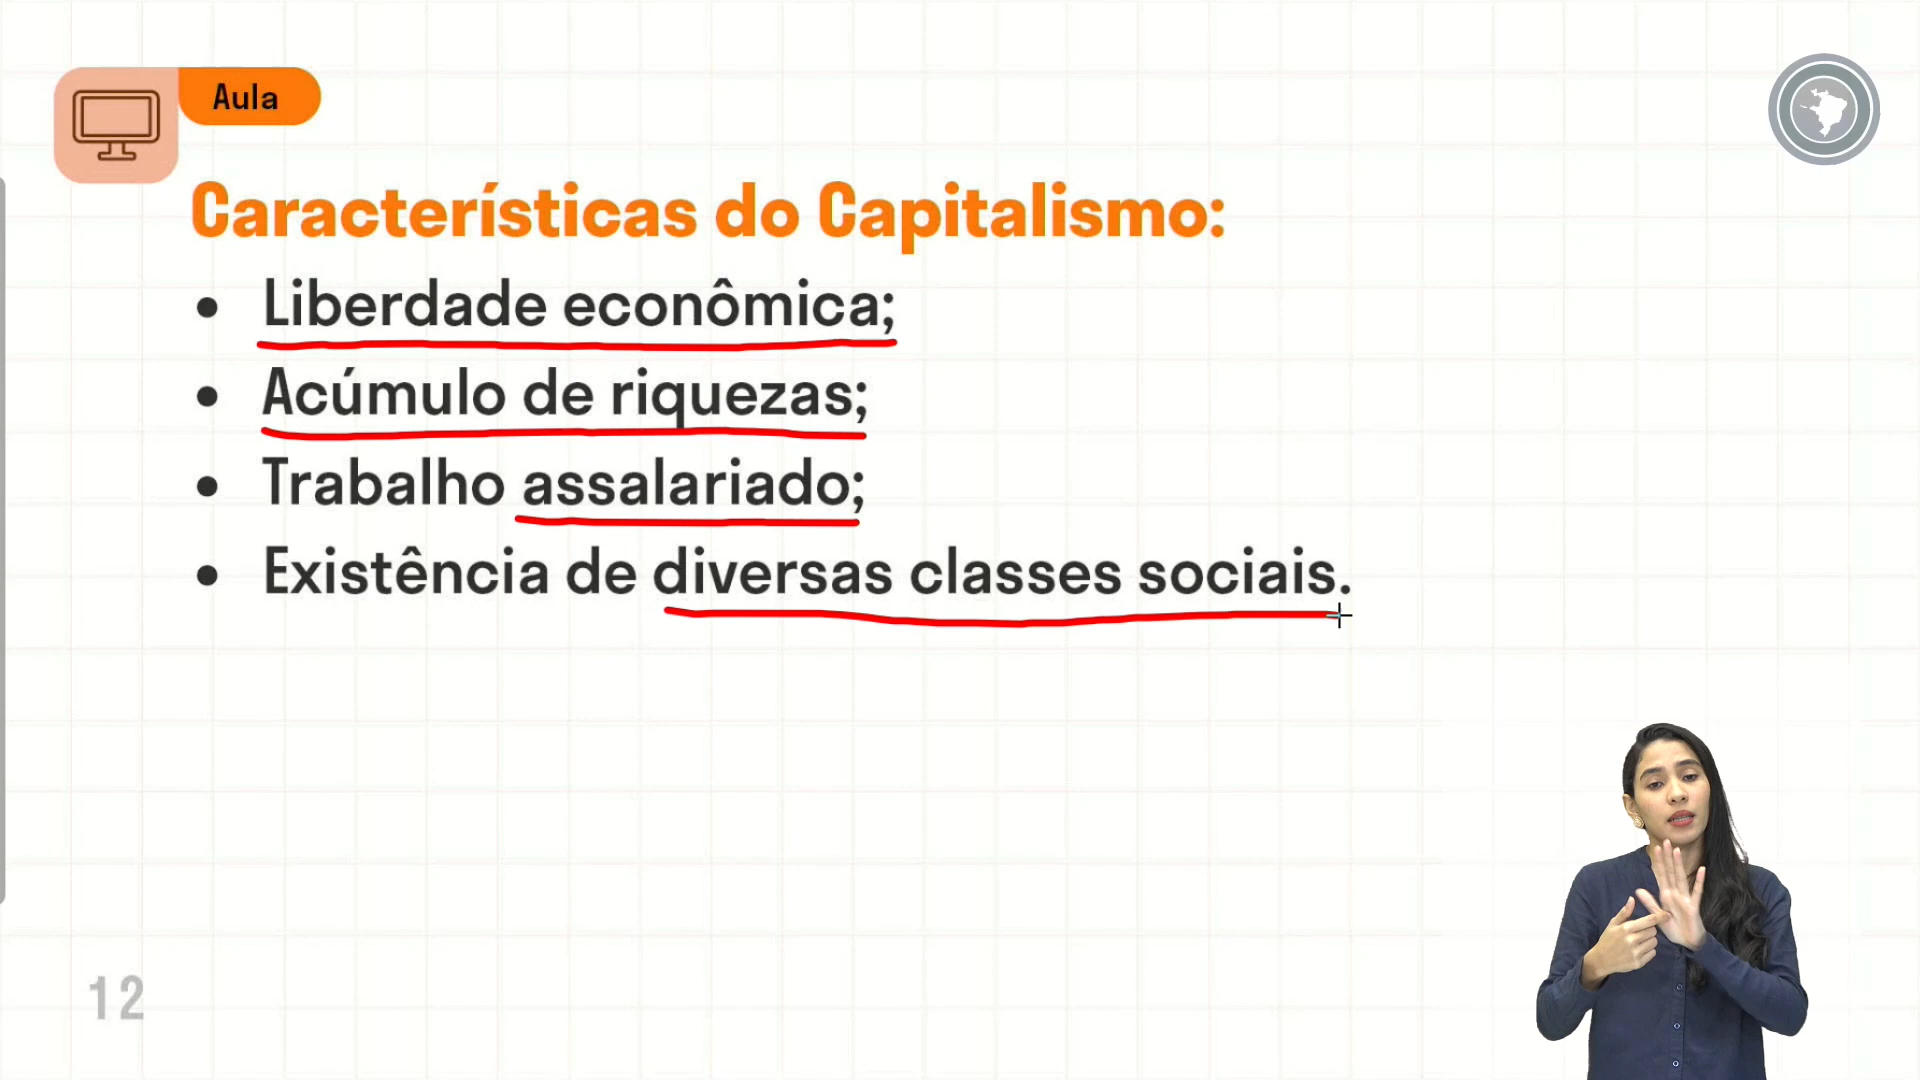 Aula
Características do Capitalismo:
• Liberdade econômica;
• Acúmulo de riquezas;
• Trabalho assalariado;
• Existência de diversas classes sociais.
12